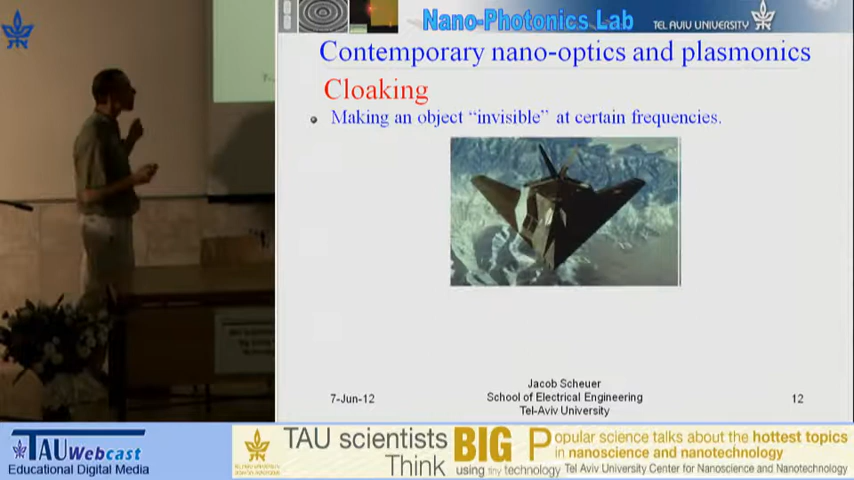 Nano-Photonics Lab
TEL AVIV UNIVERSITY
Contemporary nano-optics and plasmonics
Cloaking
Making an object “invisible” at certain frequencies.
7-Jun-12
Jacob Scheuer
School of Electrical Engineering
Tel-Aviv University
12
TAU Webcast
Educational Digital Media
TAU scientists
Think
BIG
using tiny technology
Popular science talks about the hottest topics
in nanoscience and nanotechnology
Tel Aviv University Center for Nanoscience and Nanotechnology